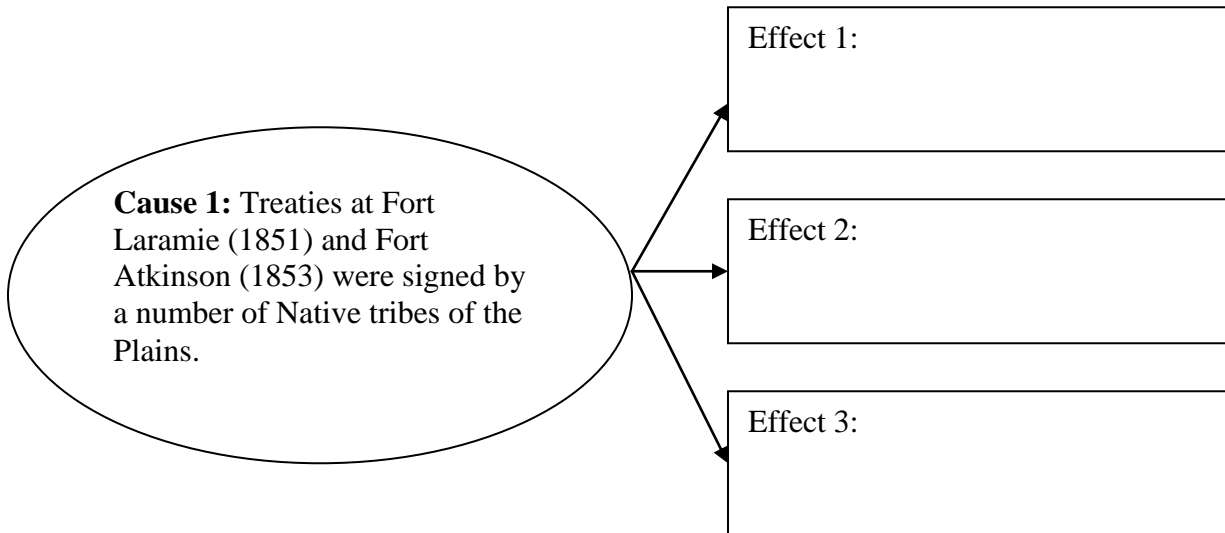 Cause 1: Treaties at Fort
Laramie (1851) and Fort
Atkinson (1853) were signed by
a number of Native tribes of the
Plains.
Effect 1:
Effect 2:
Effect 3: